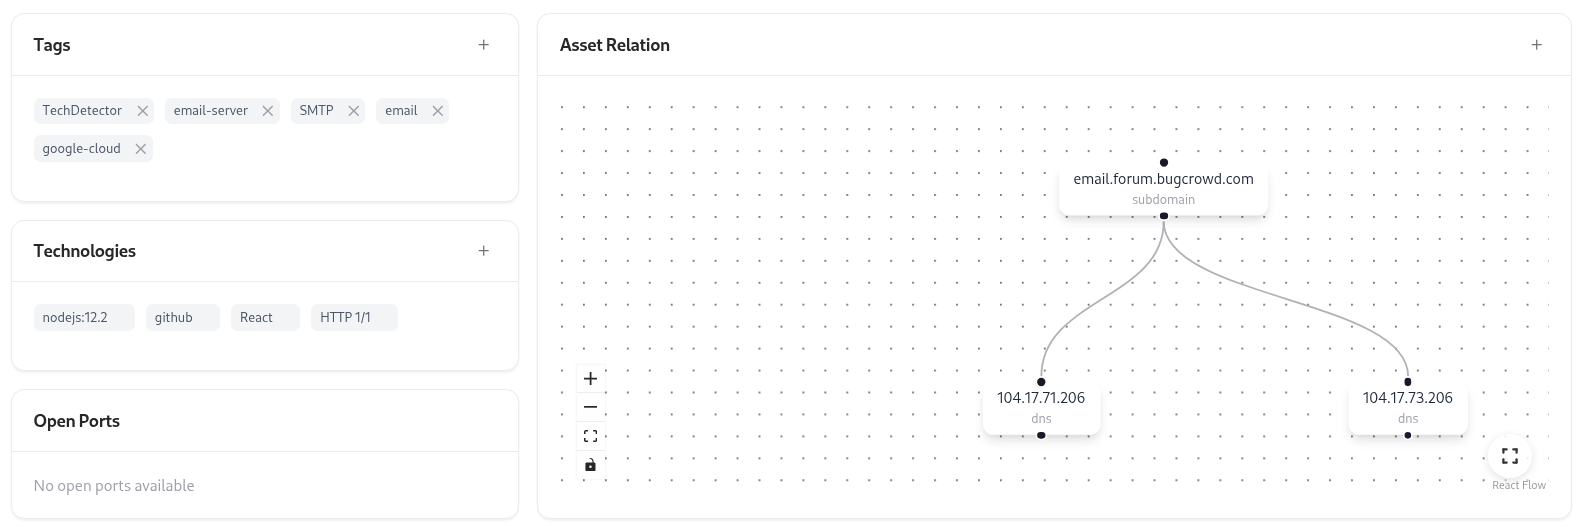 Tags
TechDetector
email-server
SMTP
email
google-cloud
Technologies
nodejs:12.2
github
React
HTTP 1/1
Open Ports
No open ports available
Asset Relation
email.forum.bugcrowd.com
subdomain
104.17.71.206
dns
104.17.73.206
dns
React Flow